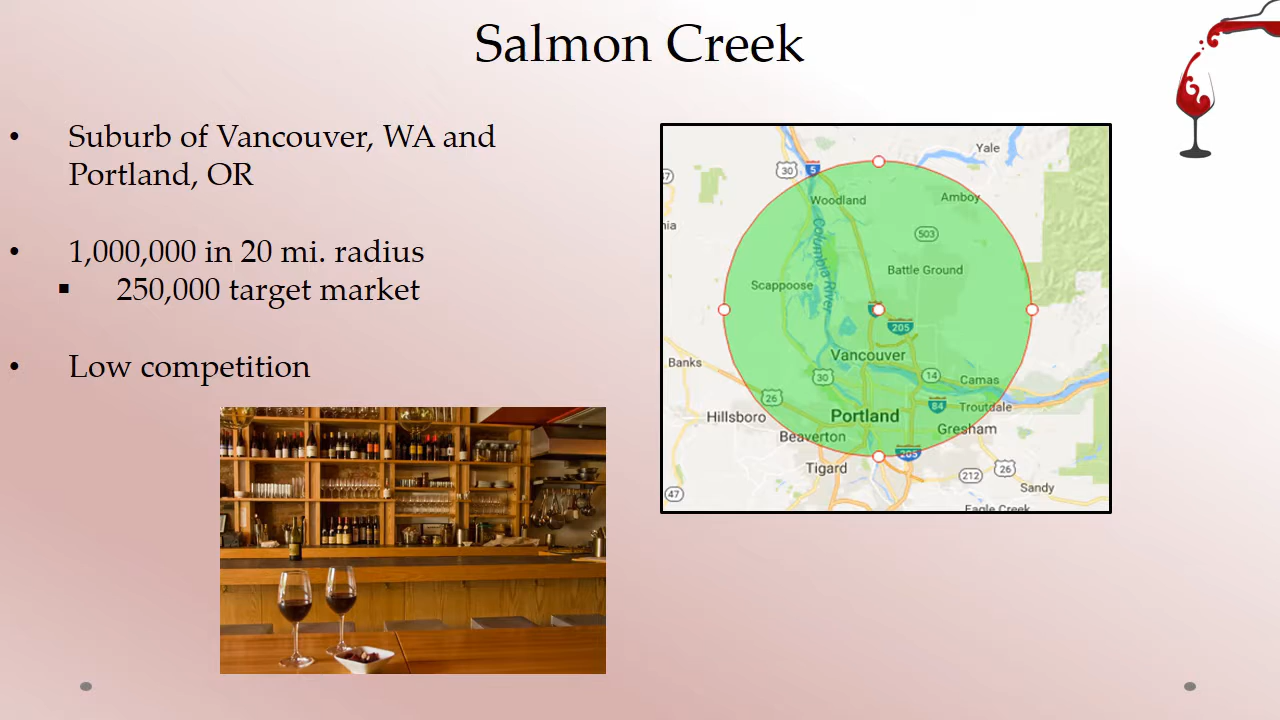 Salmon Creek
• Suburb of Vancouver, WA and
Portland, OR
• 1,000,000 in 20 mi. radius
▪ 250,000 target market
• Low competition
Yale
30
5
Woodland
Amboy
503
Columbia River
Battle Ground
Scappoose
205
Vancouver
Banks
30
14
Camas
26
84
Troutdale
Hillsboro
Portland
Gresham
Beaverton
205
Tigard
26
212
Sandy
47
Eagle Creek